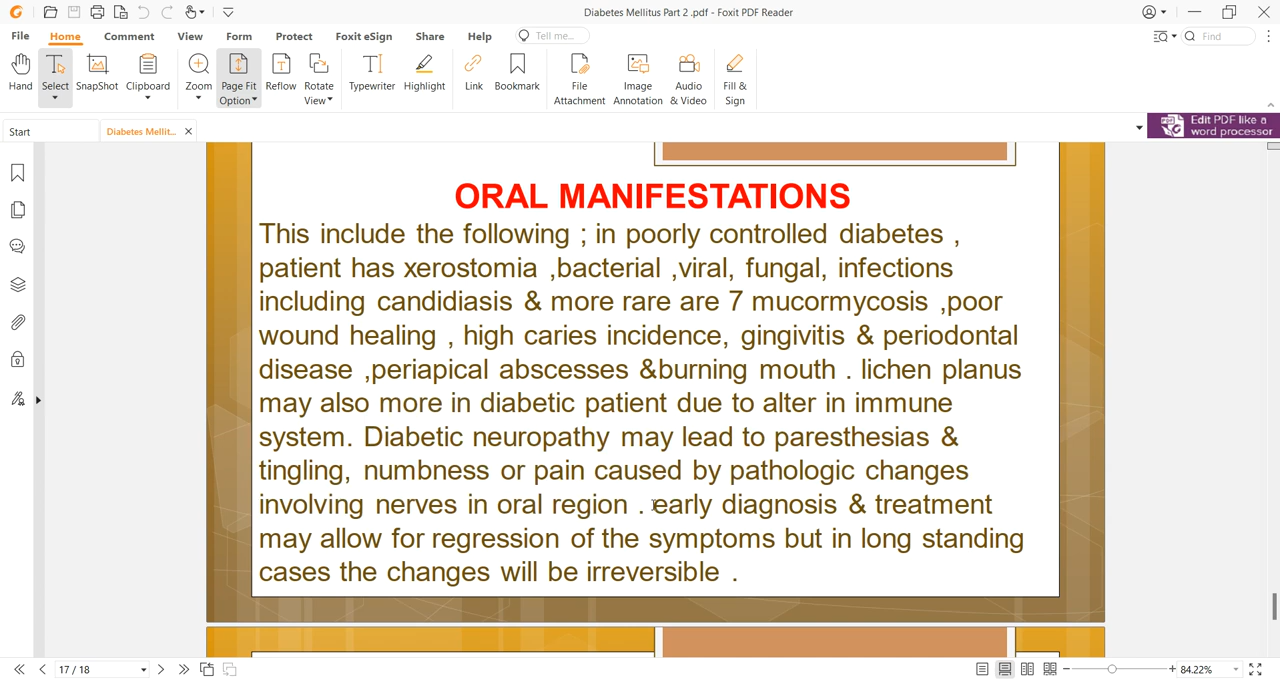 Diabetes Mellitus Part 2 .pdf - Foxit PDF Reader
File Home Comment View Form Protect Foxit eSign Share Help Tell me... Find
Hand Select SnapShot Clipboard Zoom Page Fit Option Reflow Rotate View Typewriter Highlight Link Bookmark File Attachment Image Annotation Audio & Video Fill & Sign
Start Diabetes Mellit... Edit PDF like a word processor
ORAL MANIFESTATIONS
This include the following ; in poorly controlled diabetes ,
patient has xerostomia ,bacterial ,viral, fungal, infections
including candidiasis & more rare are 7 mucormycosis ,poor
wound healing , high caries incidence, gingivitis & periodontal
disease ,periapical abscesses &burning mouth . lichen planus
may also more in diabetic patient due to alter in immune
system. Diabetic neuropathy may lead to paresthesias &
tingling, numbness or pain caused by pathologic changes
involving nerves in oral region . early diagnosis & treatment
may allow for regression of the symptoms but in long standing
cases the changes will be irreversible .
17 / 18 84.22%